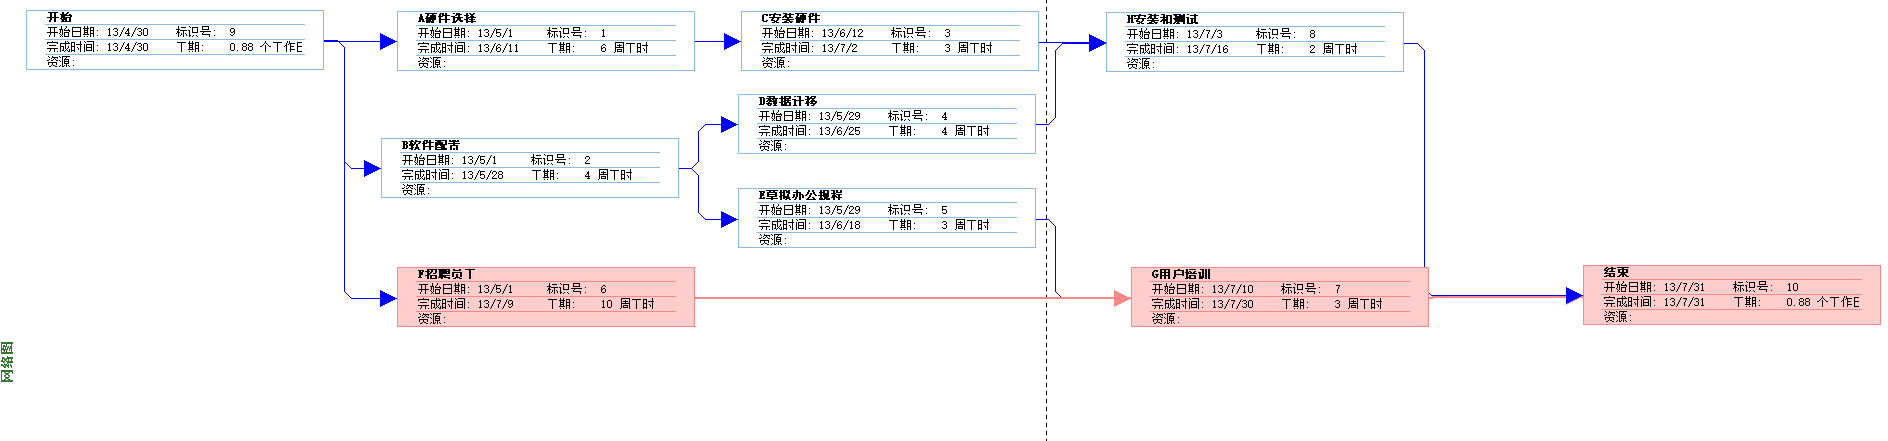 开始
开始日期: 13/4/30 标识号: 9
完成时间: 13/4/30 工期: 0.88 个工作E
资源:
A硬件选择
开始日期: 13/5/1 标识号: 1
完成时间: 13/6/11 工期: 6 周工时
资源:
C安装硬件
开始日期: 13/6/12 标识号: 3
完成时间: 13/7/2 工期: 3 周工时
资源:
H安装和测试
开始日期: 13/7/3 标识号: 8
完成时间: 13/7/16 工期: 2 周工时
资源:
D数据迁移
开始日期: 13/5/29 标识号: 4
完成时间: 13/6/25 工期: 4 周工时
资源:
B软件配置
开始日期: 13/5/1 标识号: 2
完成时间: 13/5/28 工期: 4 周工时
资源:
E草拟办公规程
开始日期: 13/5/29 标识号: 5
完成时间: 13/6/18 工期: 3 周工时
资源:
F招聘员工
开始日期: 13/5/1 标识号: 6
完成时间: 13/7/9 工期: 10 周工时
资源:
G用户培训
开始日期: 13/7/10 标识号: 7
完成时间: 13/7/30 工期: 3 周工时
资源:
结束
开始日期: 13/7/31 标识号: 10
完成时间: 13/7/31 工期: 0.88 个工作E
资源:
网络图